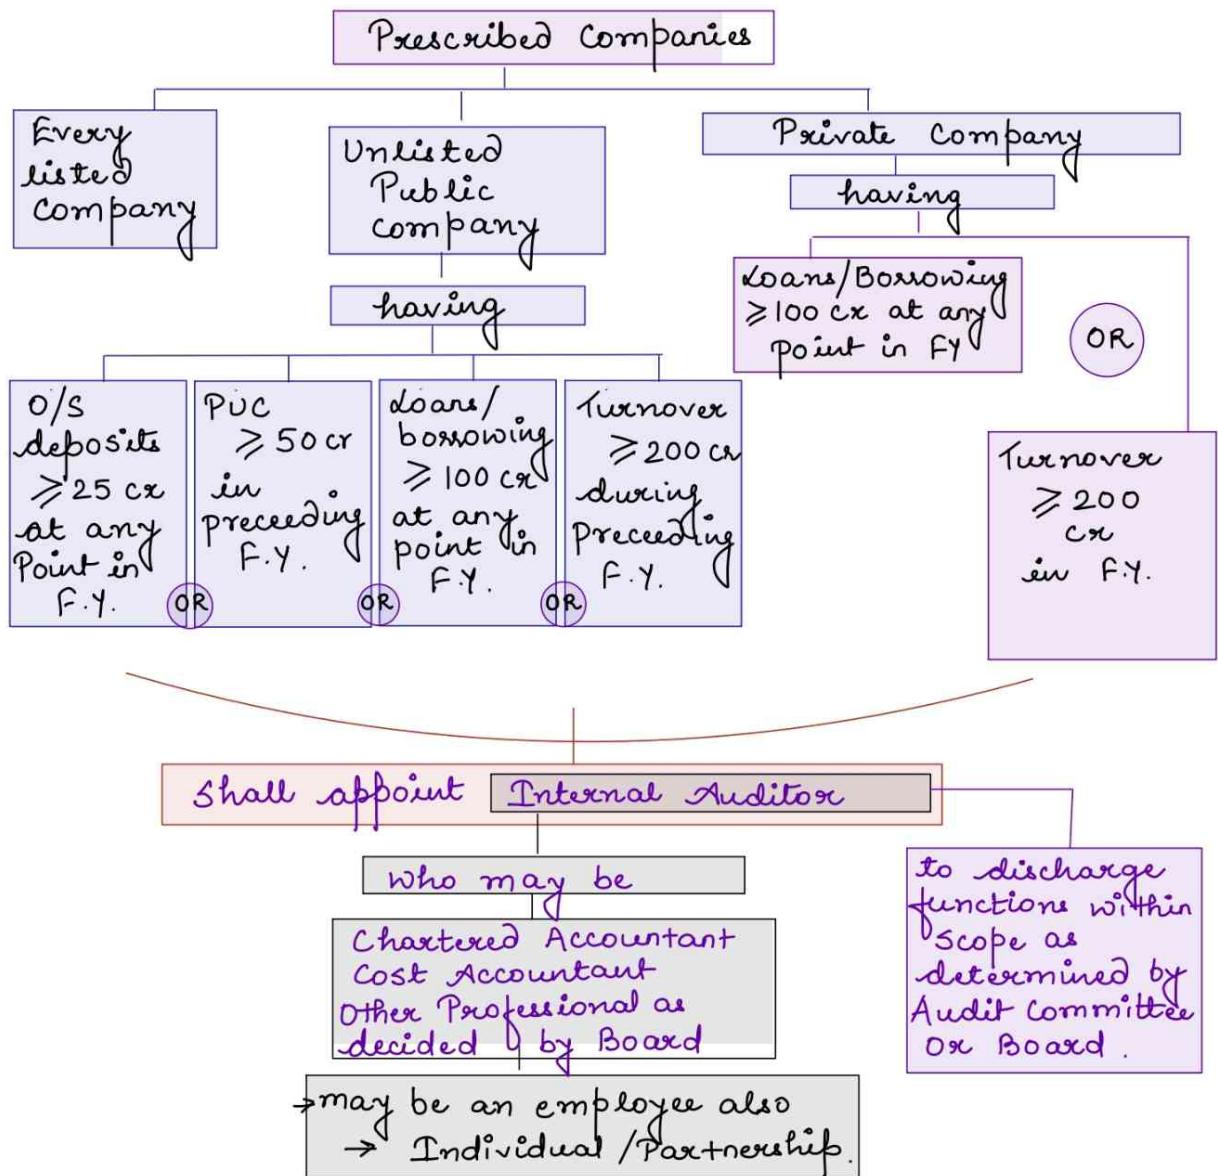 Prescribed Companies
Every
listed
Company
Unlisted
Public
company
having
O/S
deposits
≥ 25 cr
at any
Point in
F.Y.
OR
PUC
≥ 50 cr
in
preceeding
F.Y.
OR
Loans/
borrowing
≥ 100 cr
at any
point in
F.Y.
OR
Turnover
≥ 200 cr
during
Preceeding
F.Y.
Private Company
having
Loans/Borrowing
≥ 100 cr at any
point in FY
OR
Turnover
≥ 200
cr
in F.Y.
Shall appoint Internal Auditor
who may be
Chartered Accountant
Cost Accountant
Other Professional as
decided by Board
→ may be an employee also
→ Individual / Partnership.
to discharge
functions within
scope as
determined by
Audit Committee
Or Board.